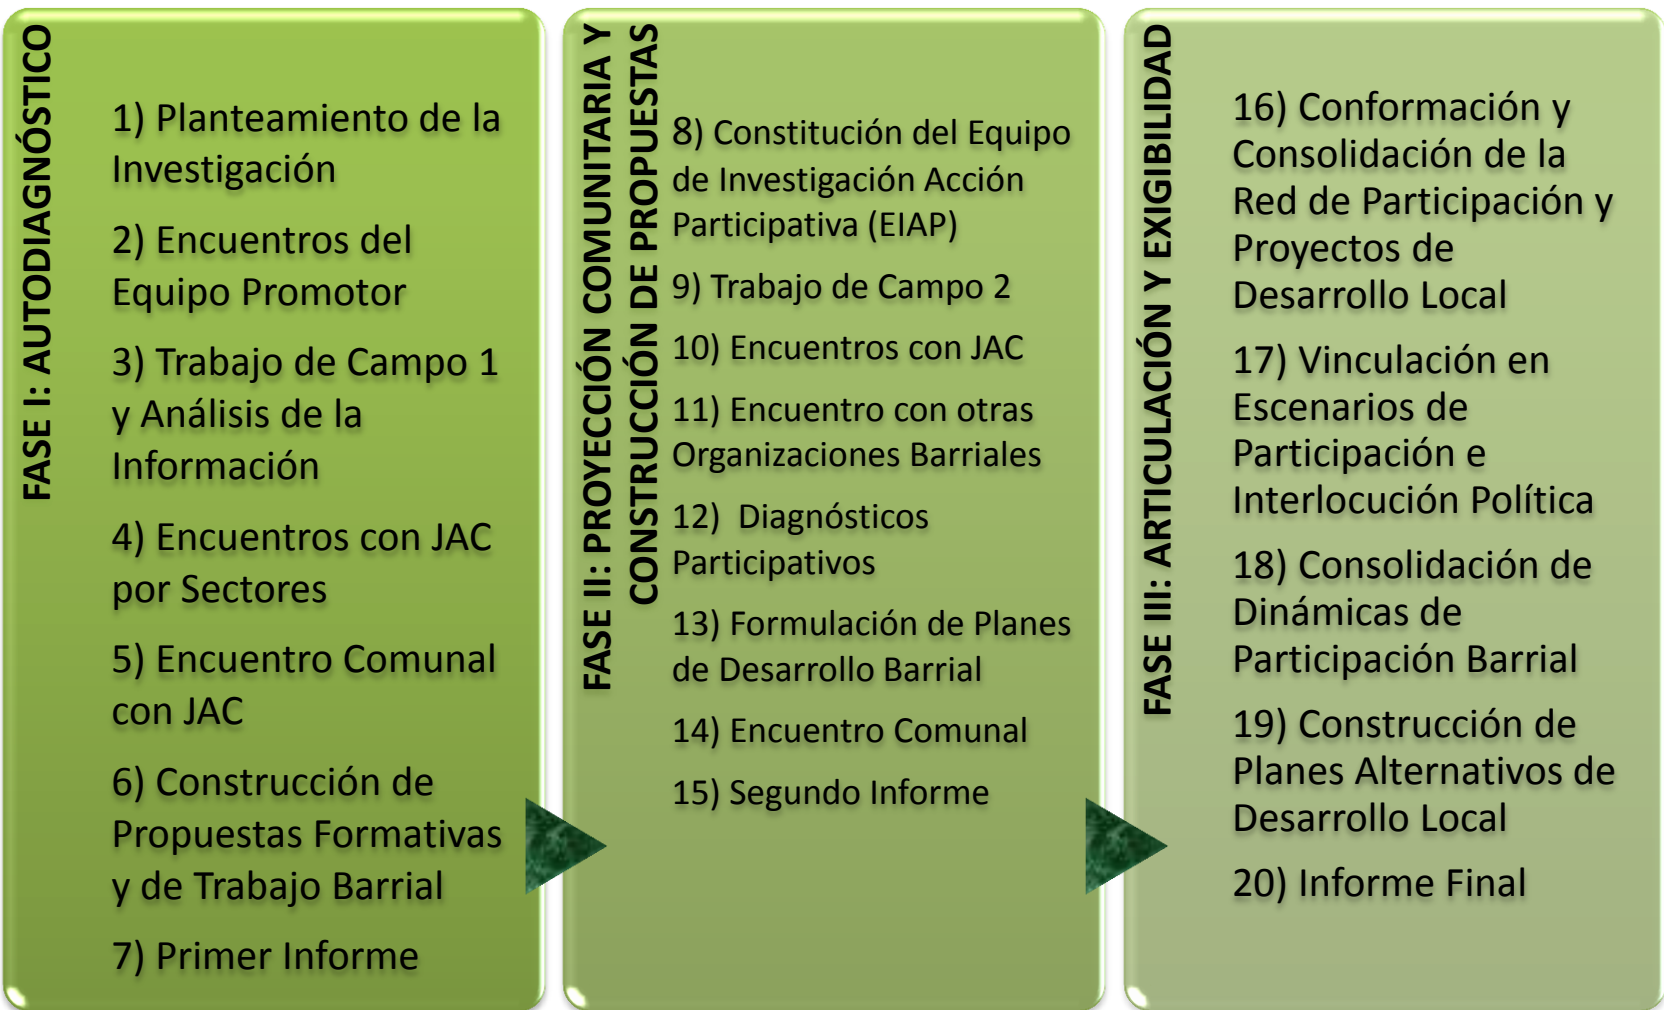 FASE I: AUTODIAGNÓSTICO
1) Planteamiento de la
Investigación
2) Encuentros del
Equipo Promotor
3) Trabajo de Campo 1
y Análisis de la
Información
4) Encuentros con JAC
por Sectores
5) Encuentro Comunal
con JAC
6) Construcción de
Propuestas Formativas
y de Trabajo Barrial
7) Primer Informe
FASE II: PROYECCIÓN COMUNITARIA Y
CONSTRUCCIÓN DE PROPUESTAS
8) Constitución del Equipo
de Investigación Acción
Participativa (EIAP)
9) Trabajo de Campo 2
10) Encuentros con JAC
11) Encuentro con otras
Organizaciones Barriales
12)  Diagnósticos
Participativos
13) Formulación de Planes
de Desarrollo Barrial
14) Encuentro Comunal
15) Segundo Informe
FASE III: ARTICULACIÓN Y EXIGIBILIDAD
16) Conformación y
Consolidación de la
Red de Participación y
Proyectos de
Desarrollo Local
17) Vinculación en
Escenarios de
Participación e
Interlocución Política
18) Consolidación de
Dinámicas de
Participación Barrial
19) Construcción de
Planes Alternativos de
Desarrollo Local
20) Informe Final